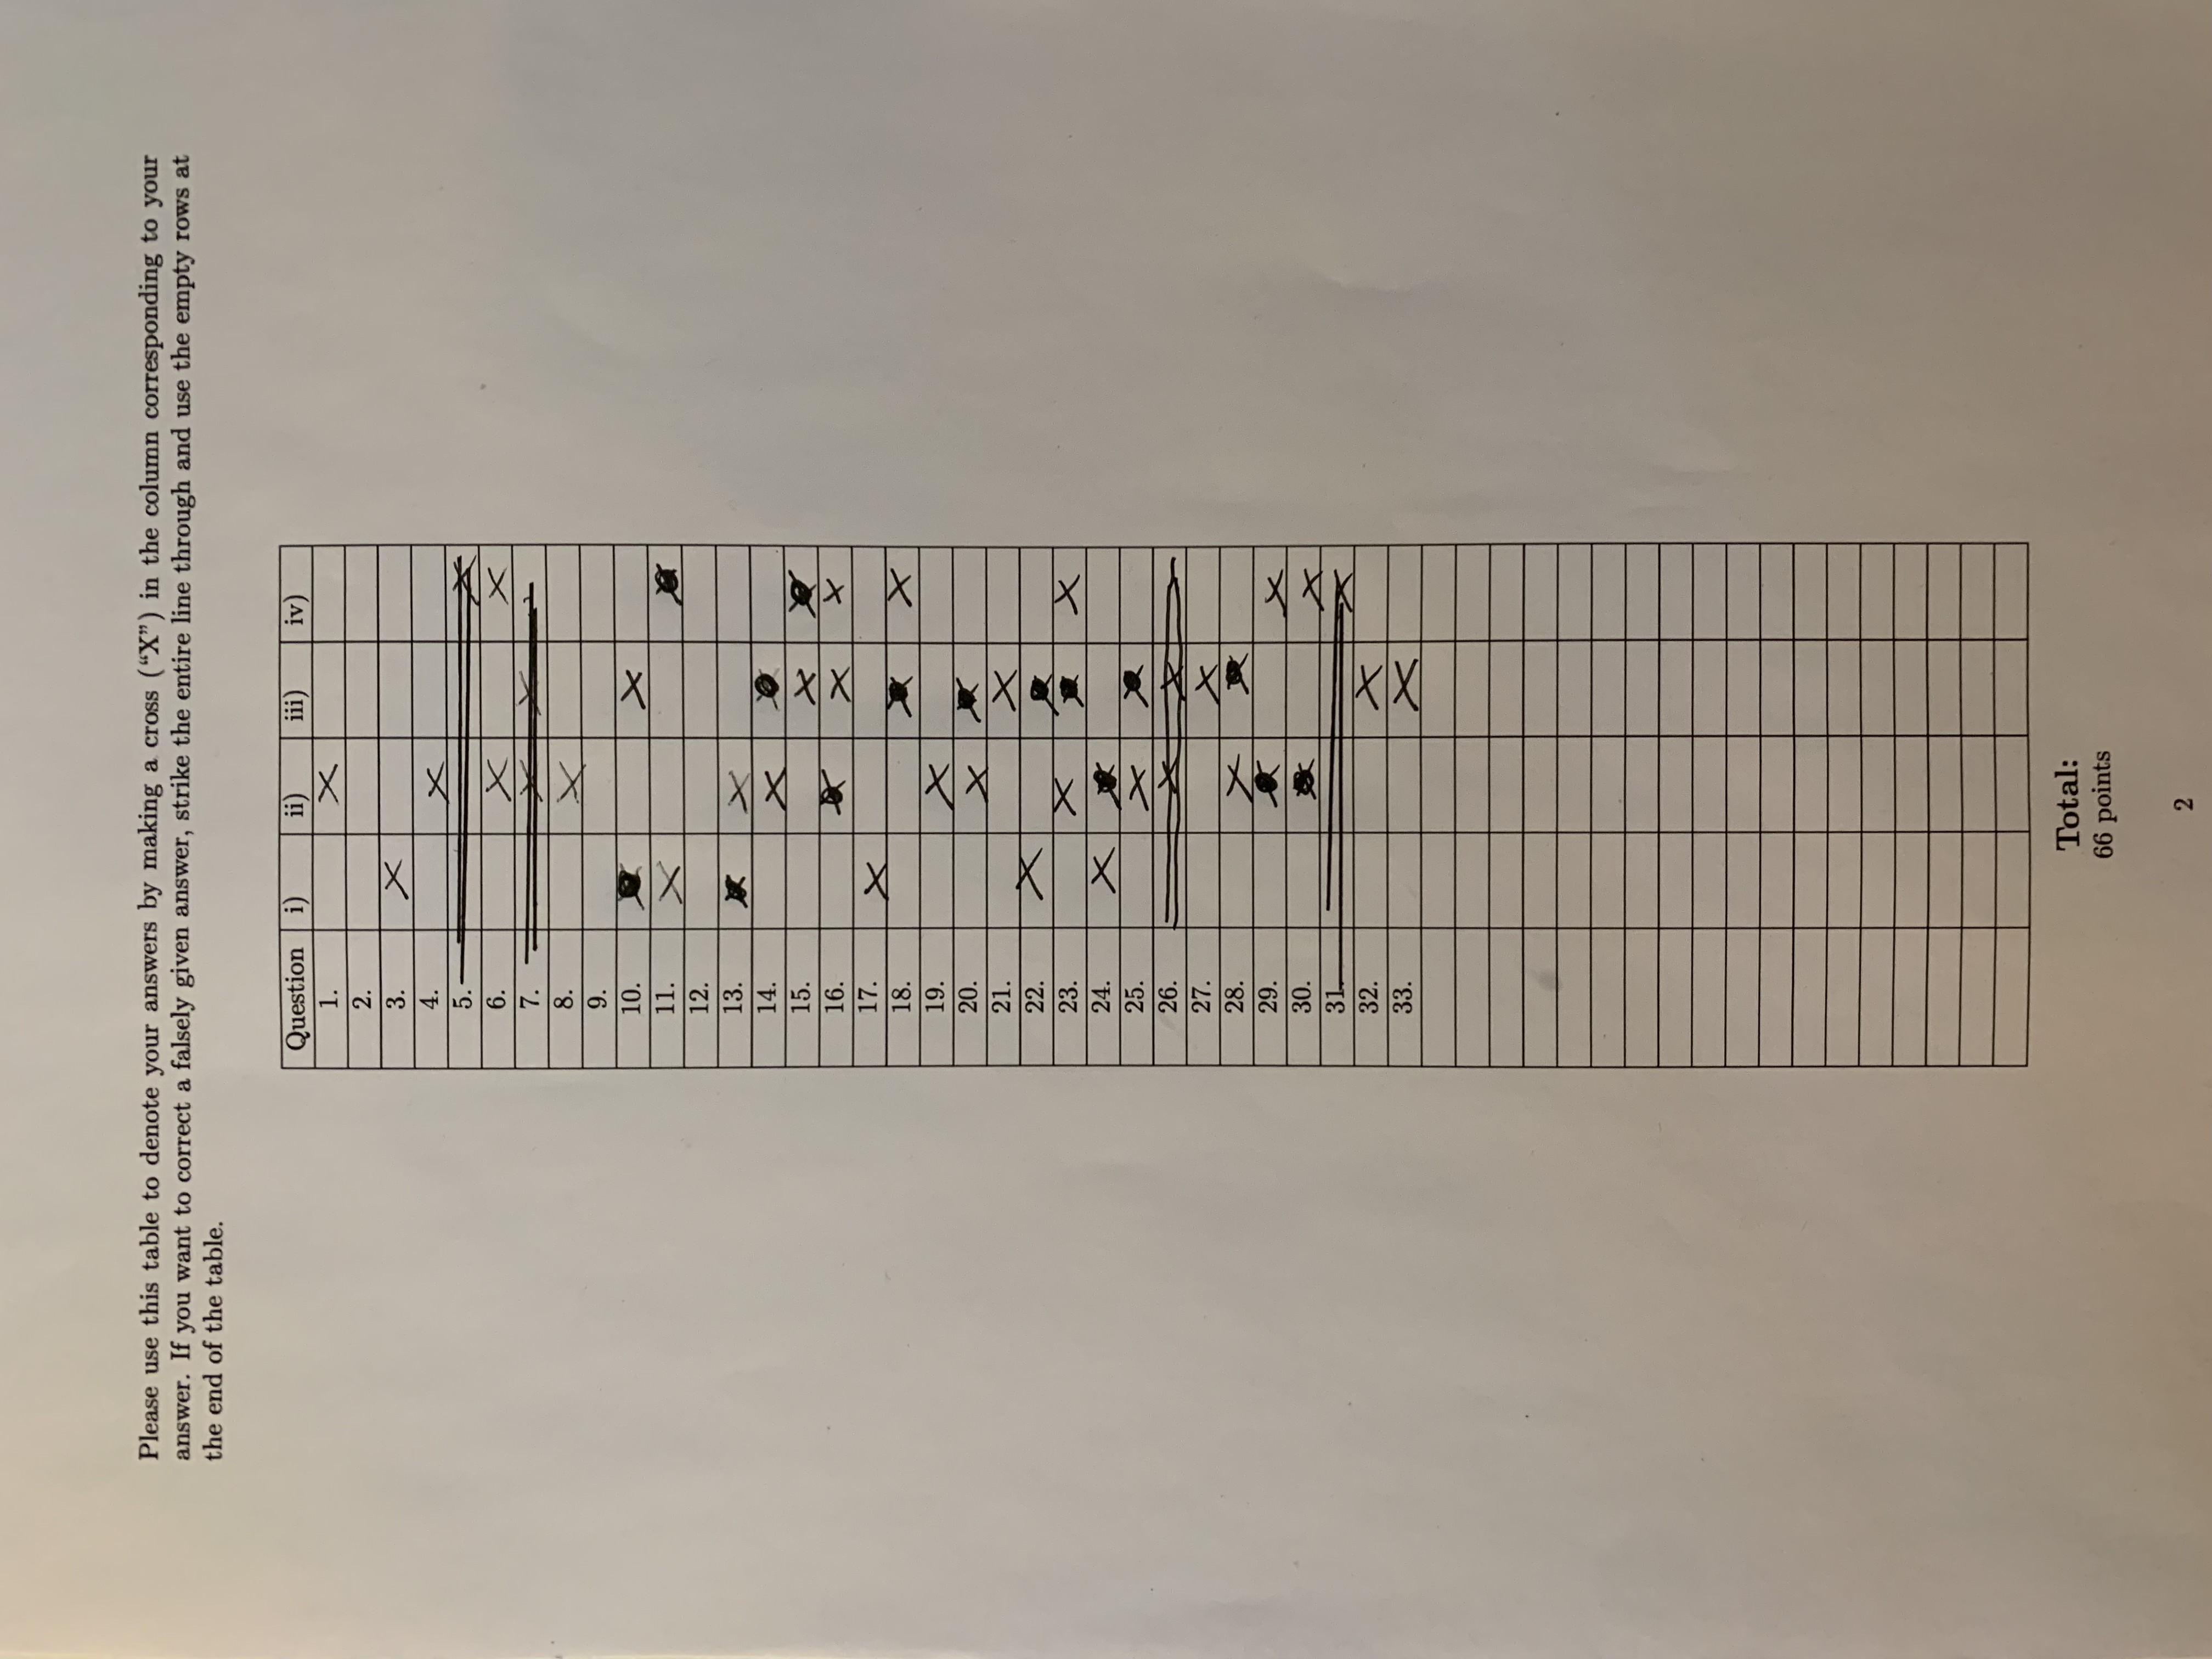 Please use this table to denote your answers by making a cross (“X”) in the column corresponding to your
answer. If you want to correct a falsely given answer, strike the entire line through and use the empty rows at
the end of the table.
Question i) ii) iii) iv)
1. X
2.
3. X
4. X
5. X
6. X X
7. X X
8. X
9.
10. X
11. X
12.
13. X
14. X
15. X
16. X X
17. X
18. X
19. X
20. X
21. X
22. X
23. X X
24. X
25. X
26. X X
27. X
28. X
29. X
30. X
31. X
32. X
33. X
Total:
66 points
2